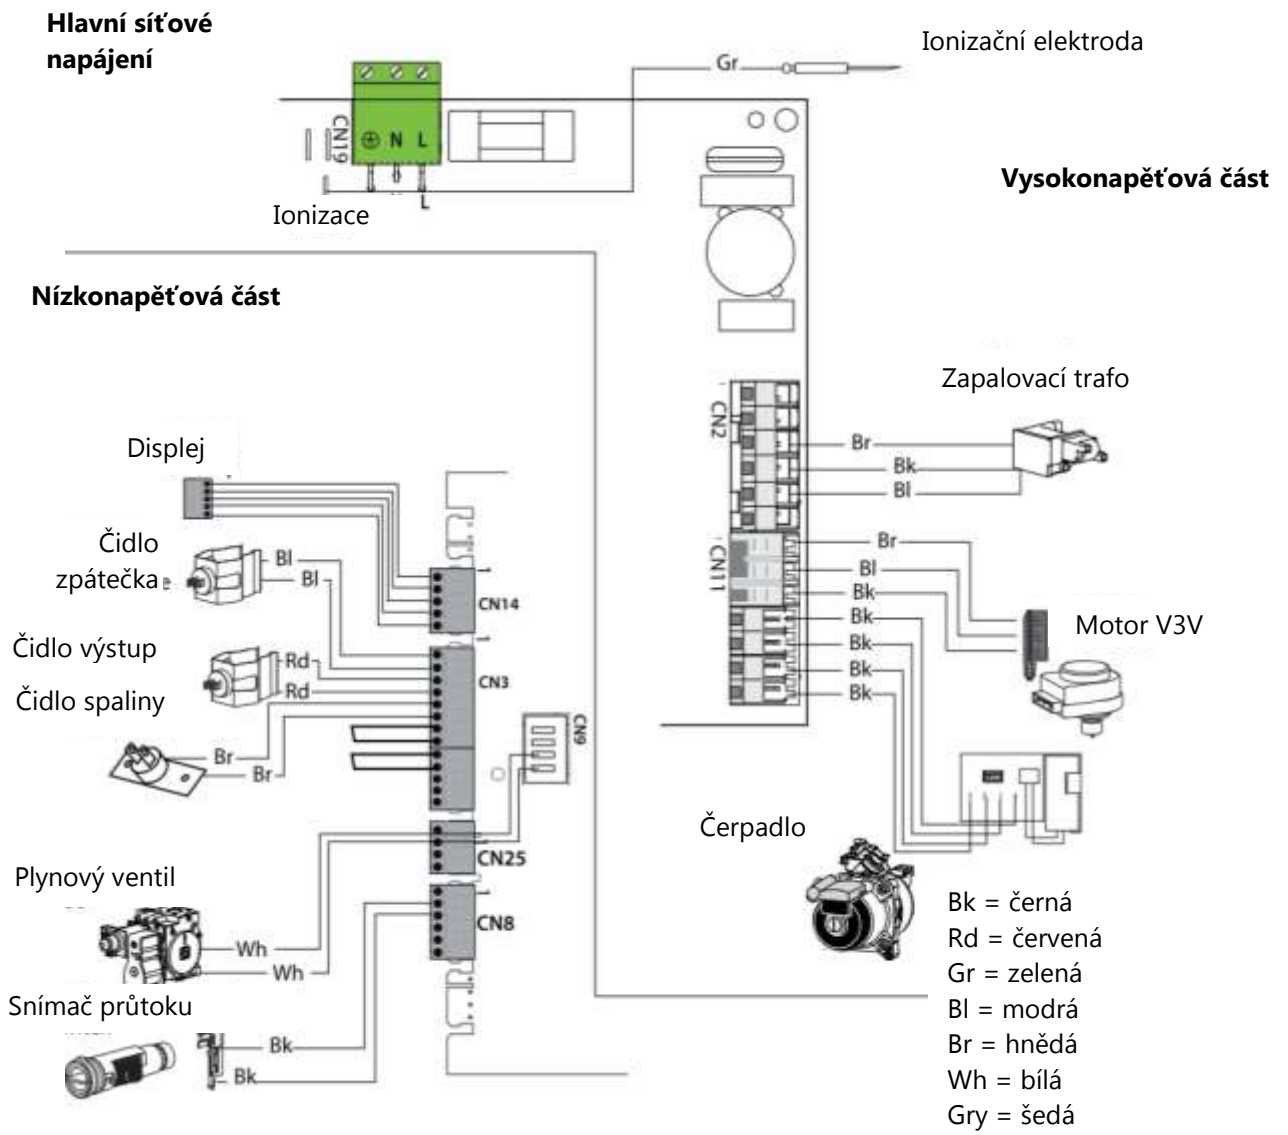 Hlavní síťové
napájení
Ionizační elektroda
Gr
CN19
N L
L
Ionizace
Vysokonapěťová část
Nízkonapěťová část
Zapalovací trafo
CN2
Br
Bk
Bl
Displej
Čidlo
zpátečka
Bl
Bl
CN14
CN11
Br
Bl
Bk
Bk
Bk
Bk
Bk
Motor V3V
Čidlo výstup
Rd
Rd
CN3
Čidlo spaliny
Br
Br
CN9
Čerpadlo
CN25
Plynový ventil
Wh
Wh
CN8
Snímač průtoku
Bk
Bk
Bk = černá
Rd = červená
Gr = zelená
Bl = modrá
Br = hnědá
Wh = bílá
Gry = šedá